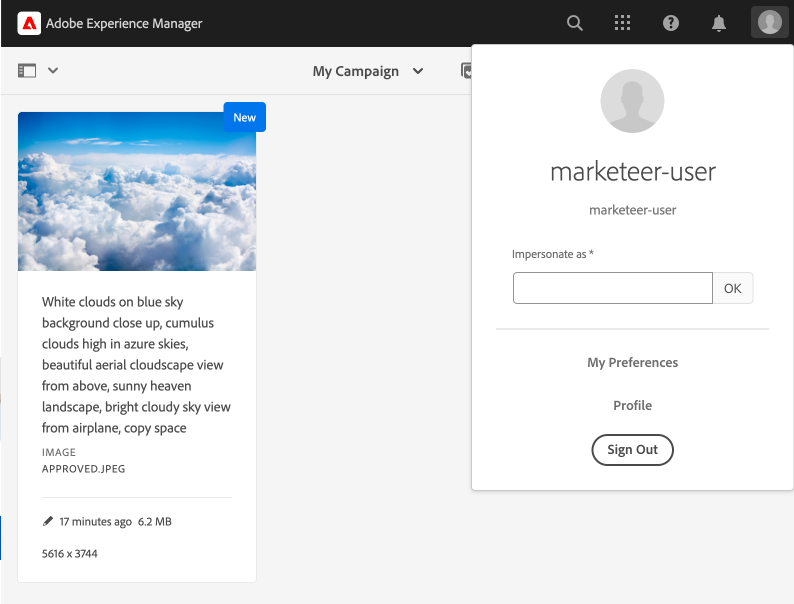 Adobe Experience Manager
My Campaign
New
White clouds on blue sky
background close up, cumulus
clouds high in azure skies,
beautiful aerial cloudscape view
from above, sunny heaven
landscape, bright cloudy sky view
from airplane, copy space
IMAGE
APPROVED.JPEG
17 minutes ago 6.2 MB
5616 x 3744
marketeer-user
marketeer-user
Impersonate as *
OK
My Preferences
Profile
Sign Out